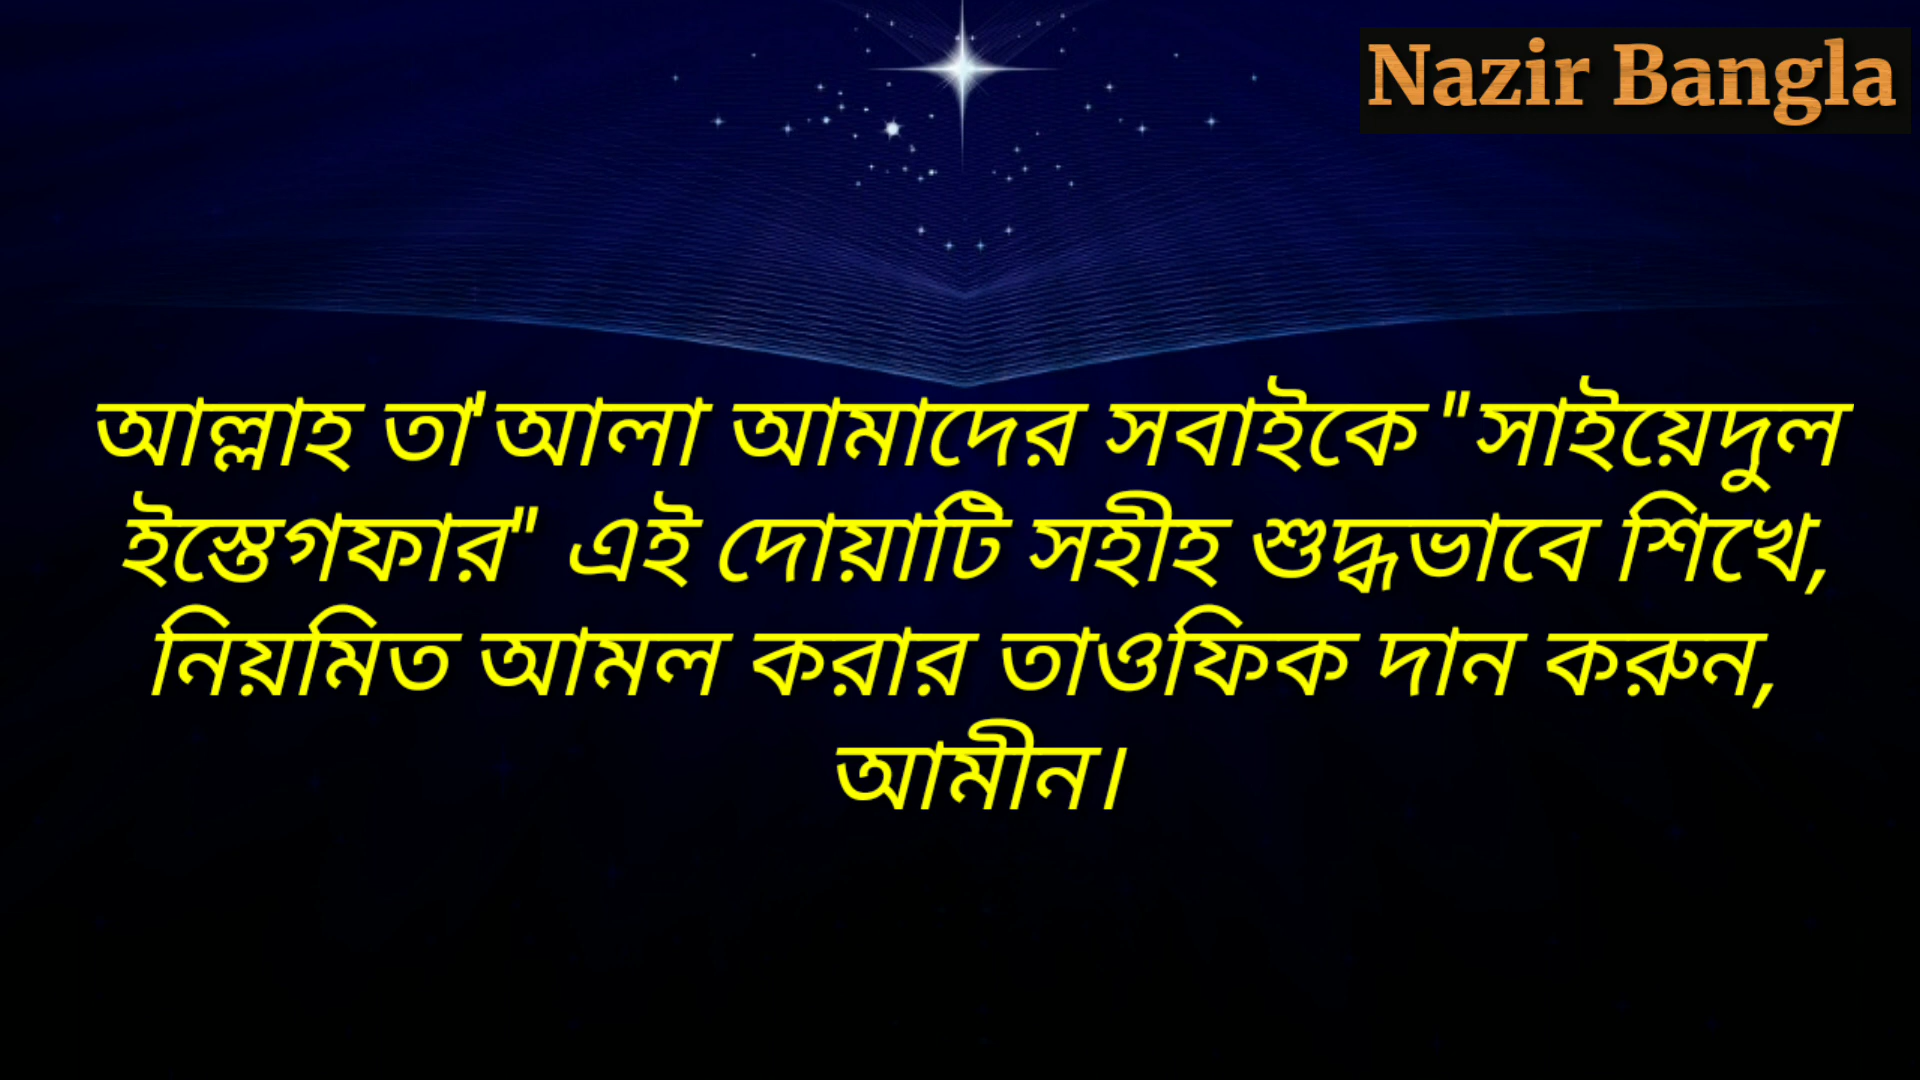 Nazir Bangla
আল্লাহ তা'আলা আমাদের সবাইকে "সাইয়েদুল
ইস্তেগফার" এই দোয়াটি সহীহ শুদ্ধভাবে শিখে,
নিয়মিত আমল করার তাওফিক দান করুন,
আমীন।